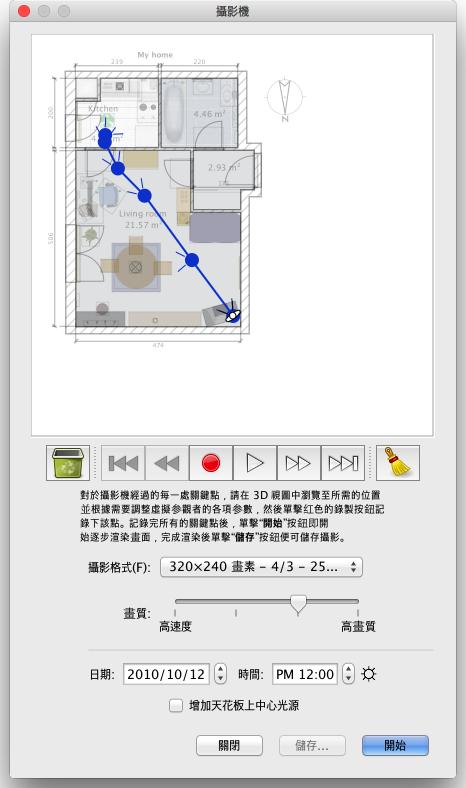 攝影機
My home
239
220
200
Kitchen
4.46 m²
2.93 m²
Living room
21.57 m²
506
474
N
對於攝影機經過的每一處關鍵點，請在 3D 視圖中瀏覽至所需的位置
並根據需要調整虛擬參觀者的各項參數，然後單擊紅色的錄製按鈕記
錄下該點。記錄完所有的關鍵點後，單擊“開始”按鈕即開
始逐步渲染畫面，完成渲染後單擊“儲存”按鈕便可儲存攝影。
攝影格式(F):
320×240 畫素 – 4/3 – 25...
畫質:
高速度
高畫質
日期:
2010/10/12
時間:
PM 12:00
增加天花板上中心光源
關閉
儲存...
開始